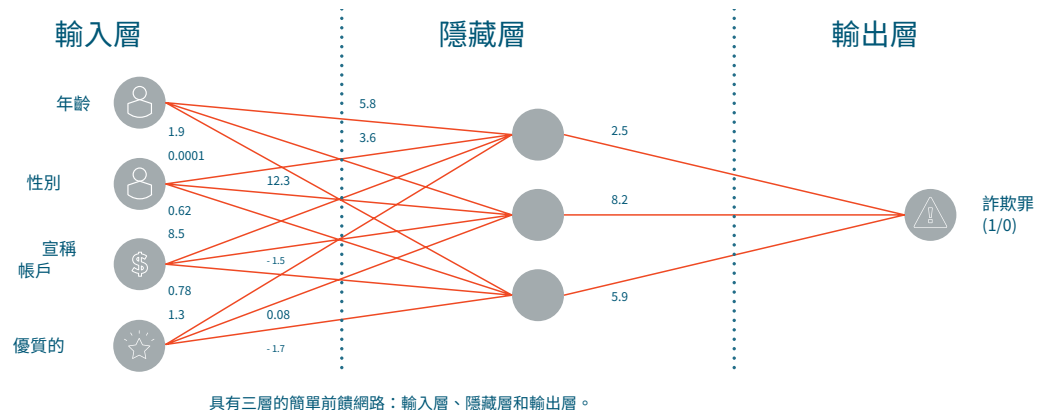 輸入層
隱藏層
輸出層
年齡
5.8
1.9
3.6
2.5
0.0001
性別
12.3
8.2
0.62
詐欺罪
(1/0)
8.5
宣稱
帳戶
- 1.5
0.78
5.9
1.3
0.08
優質的
- 1.7
具有三層的簡單前饋網路：輸入層、隱藏層和輸出層。